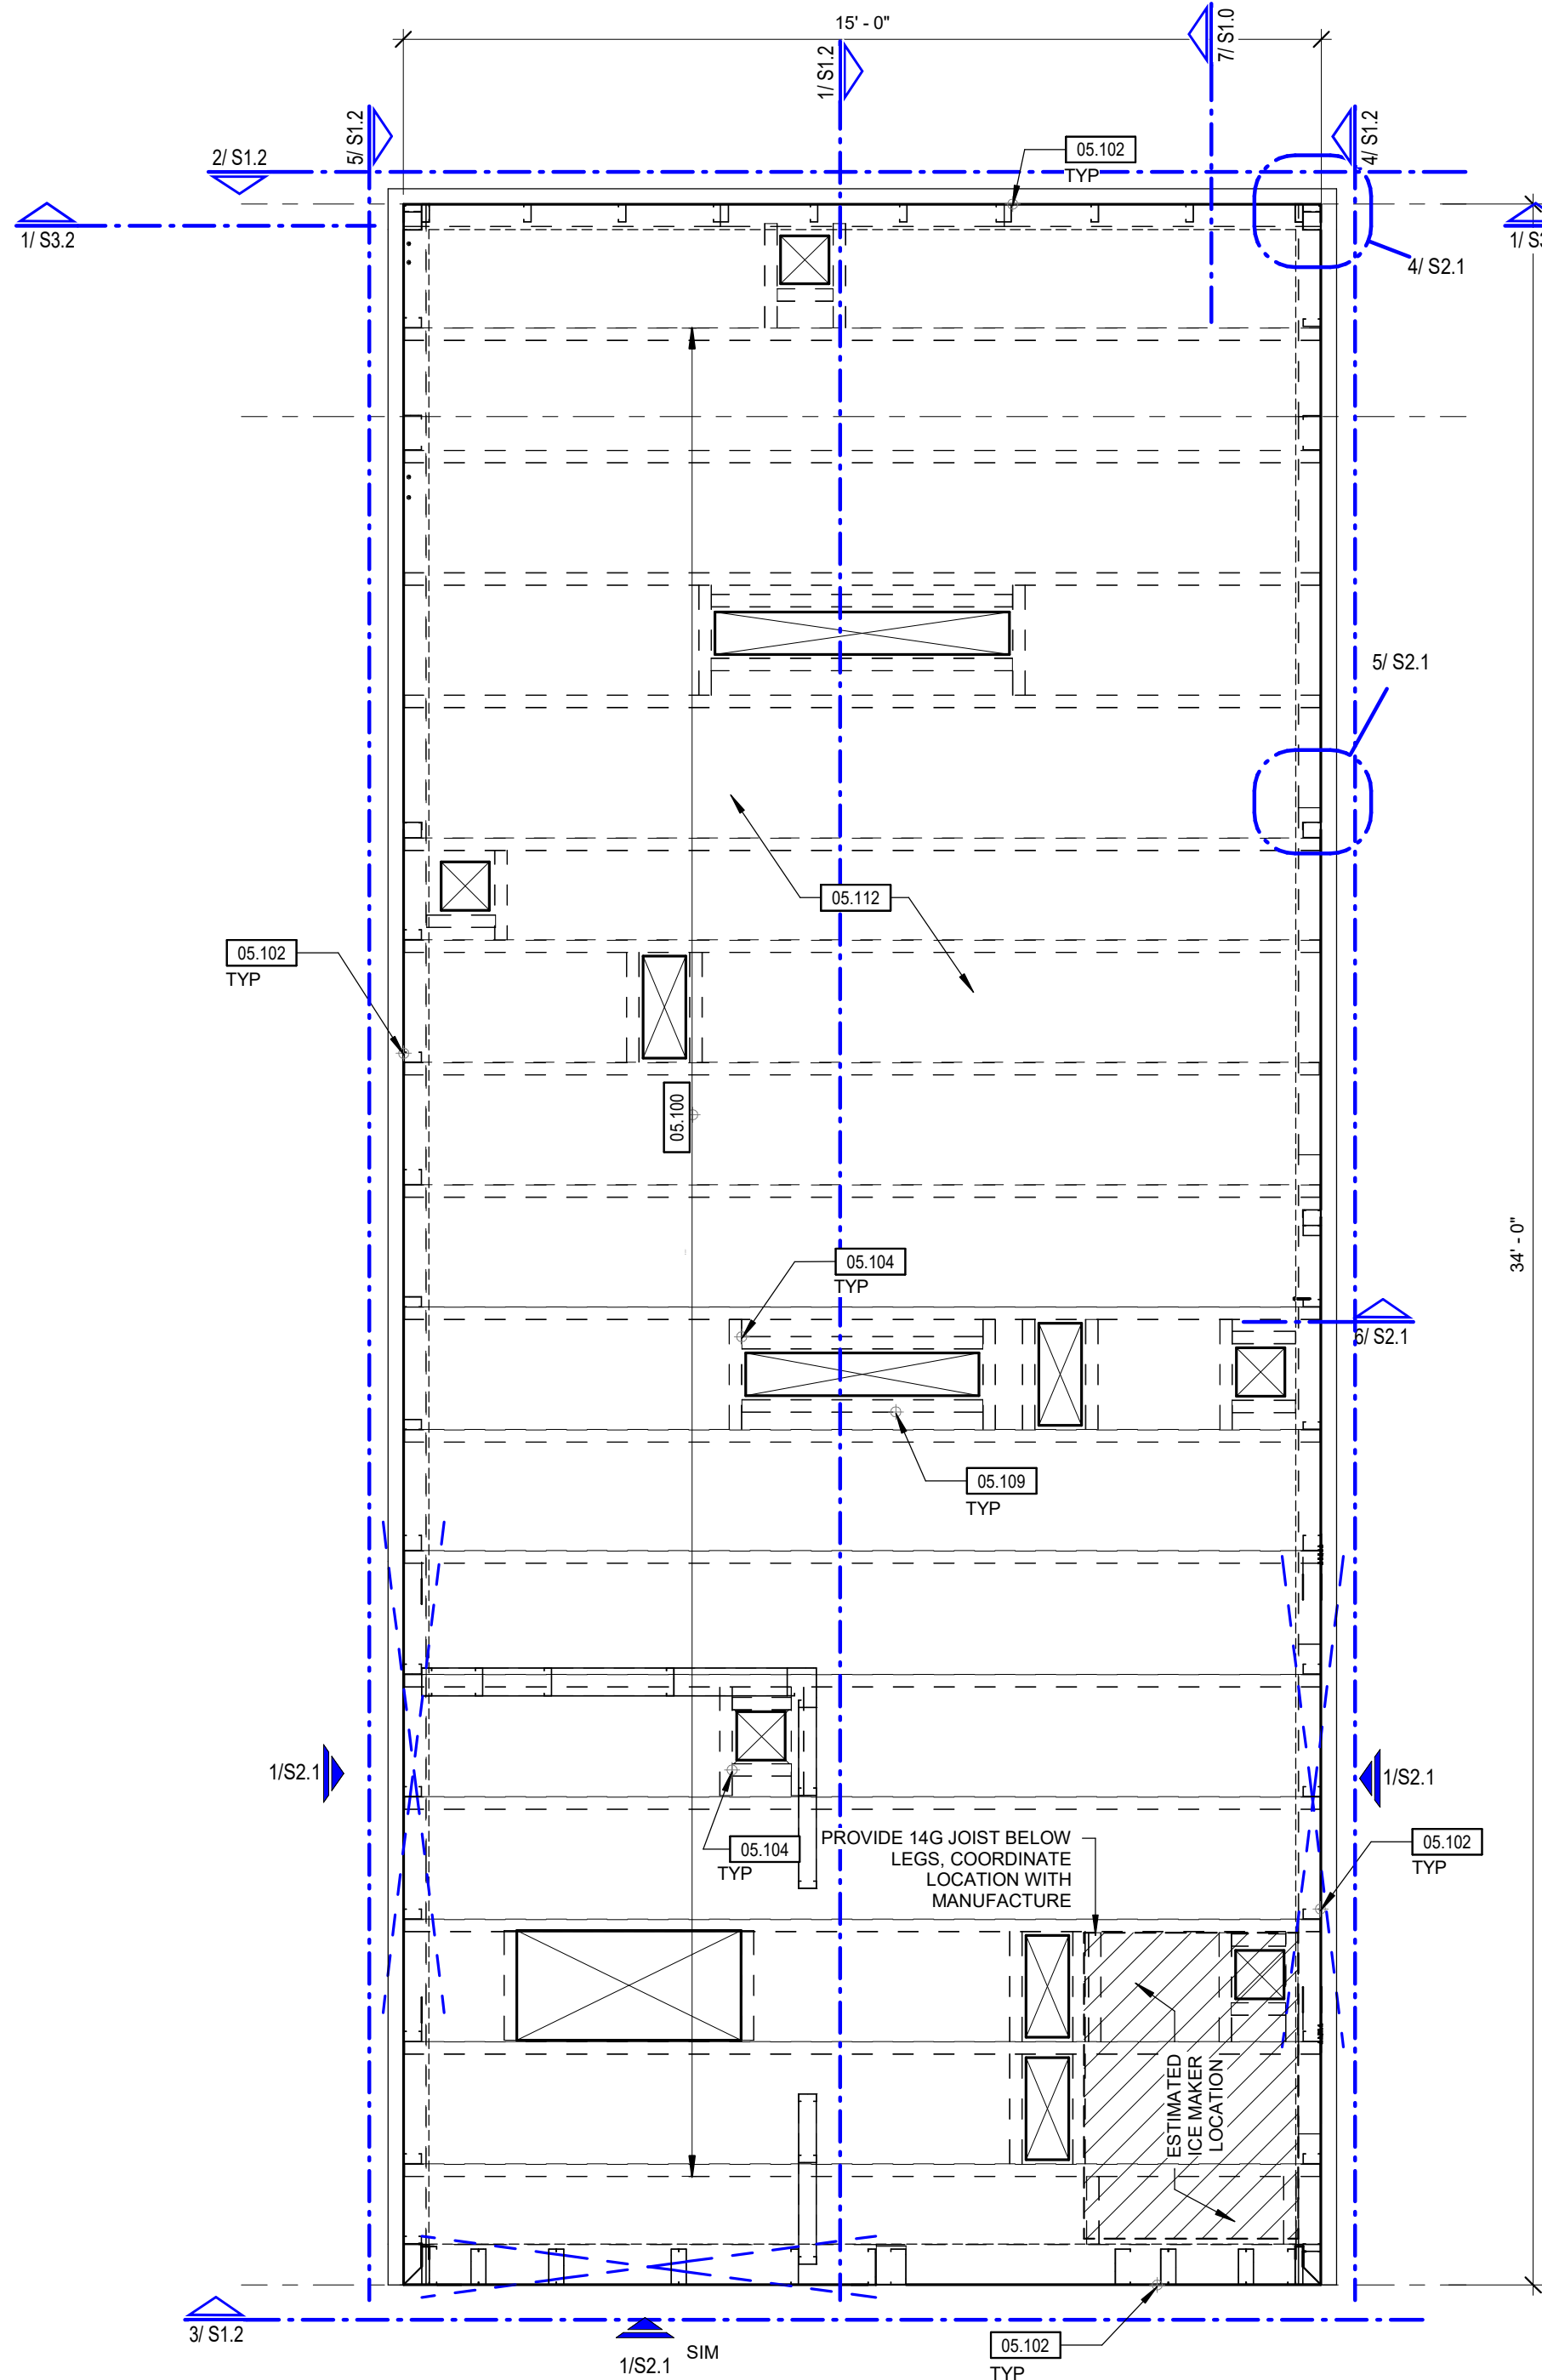 15' - 0"
7/ S1.0
1/ S1.2
5/ S1.2
4/ S1.2
2/ S1.2
05.102
TYP
1/ S3.2
1/ S3
4/ S2.1
5/ S2.1
05.112
05.102
TYP
05.100
34' - 0"
05.104
TYP
6/ S2.1
05.109
TYP
1/S2.1
1/S2.1
05.104
TYP
PROVIDE 14G JOIST BELOW
LEGS, COORDINATE
LOCATION WITH
MANUFACTURE
05.102
TYP
ESTIMATED
ICE MAKER
LOCATION
3/ S1.2
1/S2.1
SIM
05.102
TYP